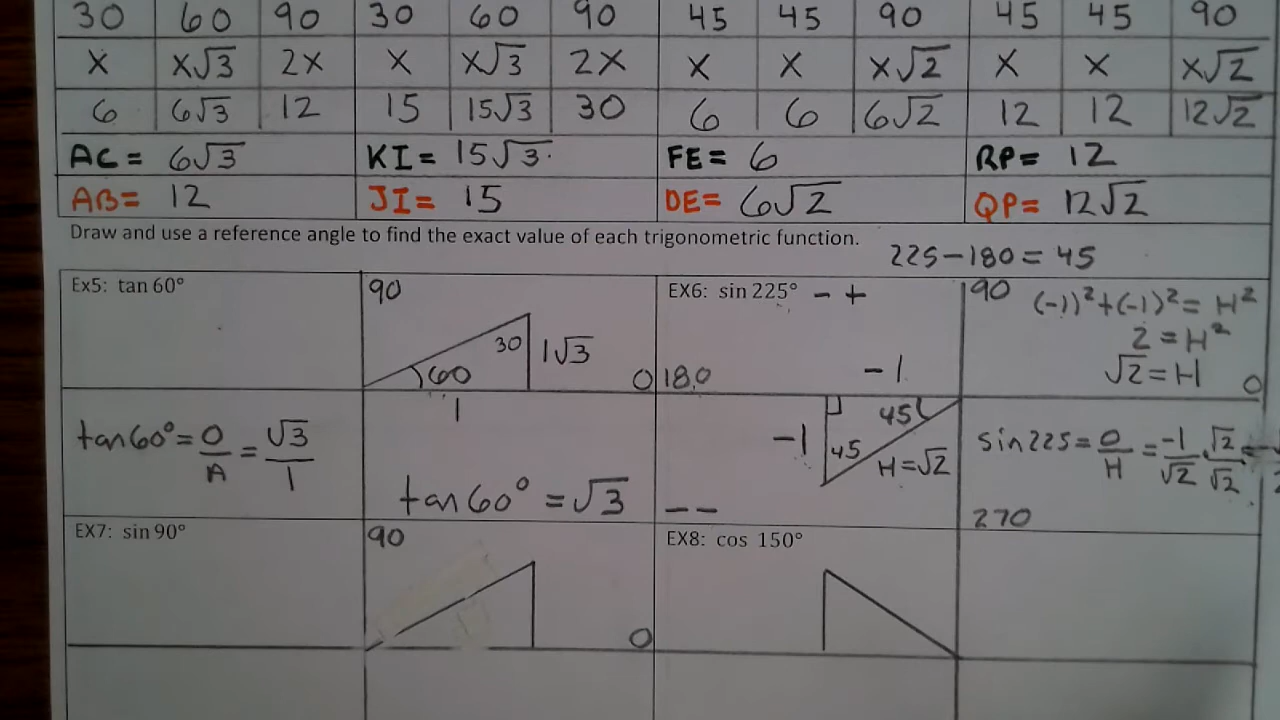 30 60 90 30 60 90 45 45 90 45 45 90
x x√3 2x x x√3 2x x x x√2 x x x√2
6 6√3 12 15 15√3 30 6 6 6√2 12 12 12√2
AC = 6√3 KI = 15√3 FE = 6 RP = 12
AB = 12 JI = 15 DE = 6√2 QP = 12√2
Draw and use a reference angle to find the exact value of each trigonometric function.
225 - 180 = 45
Ex5: tan 60°
90
30
1√3
60
0
1
tan 60° = O/A = √3/1
tan 60° = √3
EX6: sin 225°
- +
90
(-1)² + (-1)² = H²
2 = H²
√2 = H
180
-1
0
-1
45
45
H = √2
sin 225 = O/H = -1/√2 · √2/√2 =
- -
270
EX7: sin 90°
90
0
EX8: cos 150°